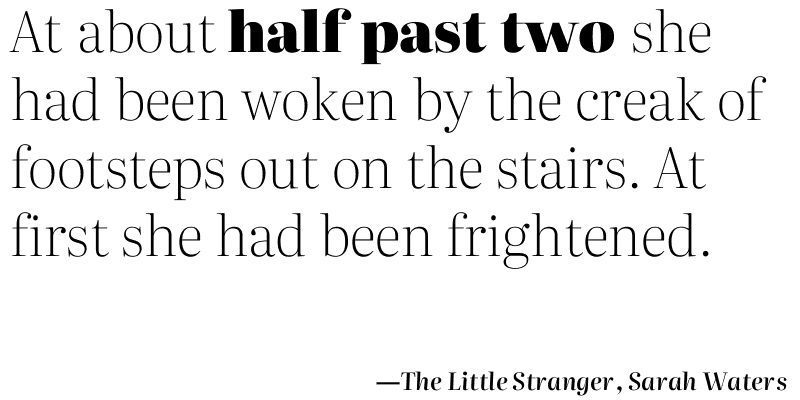 At about half past two she
had been woken by the creak of
footsteps out on the stairs. At
first she had been frightened.
—The Little Stranger, Sarah Waters